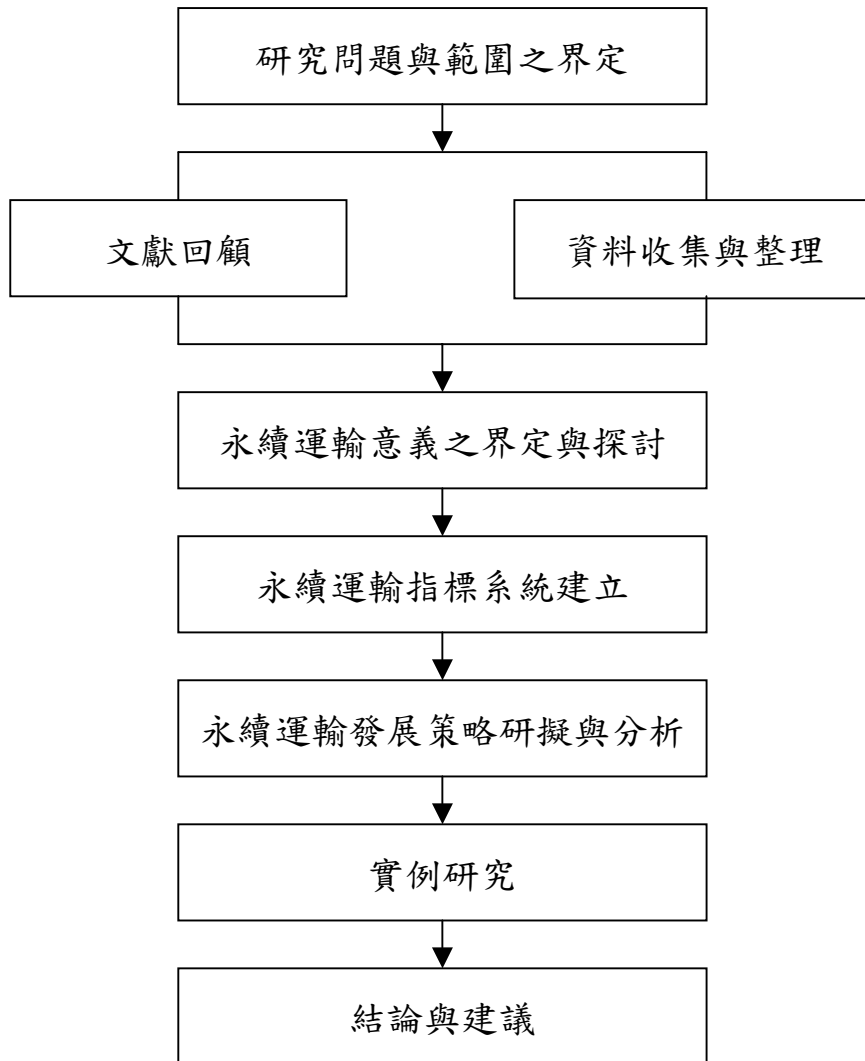 研究問題與範圍之界定
文獻回顧
資料收集與整理
永續運輸意義之界定與探討
永續運輸指標系統建立
永續運輸發展策略研擬與分析
實例研究
結論與建議